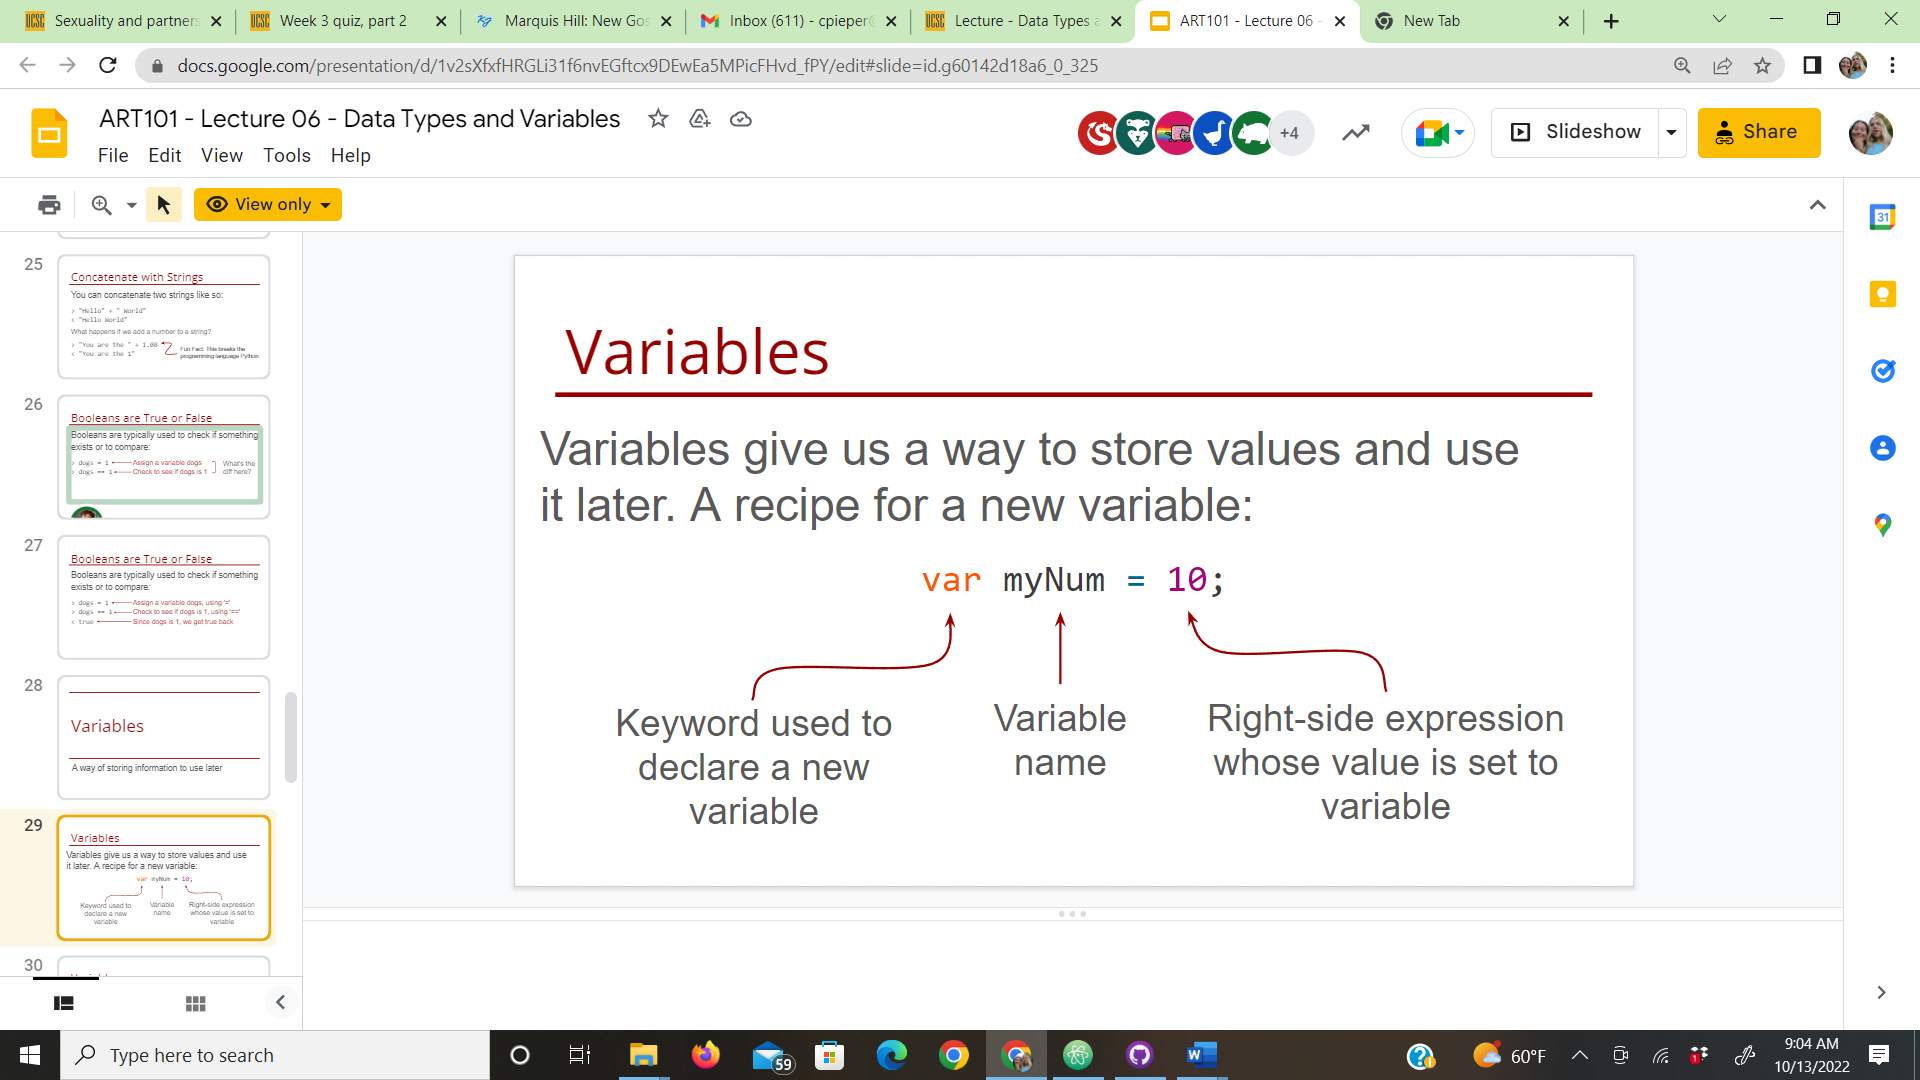 Sexuality and partners
Week 3 quiz, part 2
Marquis Hill: New Gos
Inbox (611) - cpieper@
Lecture - Data Types a
ART101 - Lecture 06 -
New Tab
docs.google.com/presentation/d/1v2sXfxfHRGLi31f6nvEGftcx9DEwEa5MPicFHvd_fPY/edit#slide=id.g60142d18a6_0_325
ART101 - Lecture 06 - Data Types and Variables
File Edit View Tools Help
+4
Slideshow
Share
View only
31
25
Concatenate with Strings
You can concatenate two strings like so:
> "Hello" + " World"
< "Hello World"
What happens if we add a number to a string?
> "You are the " + 1.00
< "You are the 1"
Fun Fact: This breaks the
programming language Python
26
Booleans are True or False
Booleans are typically used to check if something
exists or to compare:
> dogs = 1 Assign a variable dogs
> dogs == 1 Check to see if dogs is 1
What's the
diff here?
27
Booleans are True or False
Booleans are typically used to check if something
exists or to compare:
> dogs = 1 Assign a variable dogs, using '='
> dogs == 1 Check to see if dogs is 1, using '=='
< true Since dogs is 1, we get true back
28
Variables
A way of storing information to use later
29
Variables
Variables give us a way to store values and use
it later. A recipe for a new variable:
var myNum = 10;
Keyword used to
declare a new
variable
Variable
name
Right-side expression
whose value is set to
variable
30
Variables
Variables give us a way to store values and use
it later. A recipe for a new variable:
var myNum = 10;
Keyword used to
declare a new
variable
Variable
name
Right-side expression
whose value is set to
variable
Type here to search
59
60°F
1
9:04 AM
10/13/2022